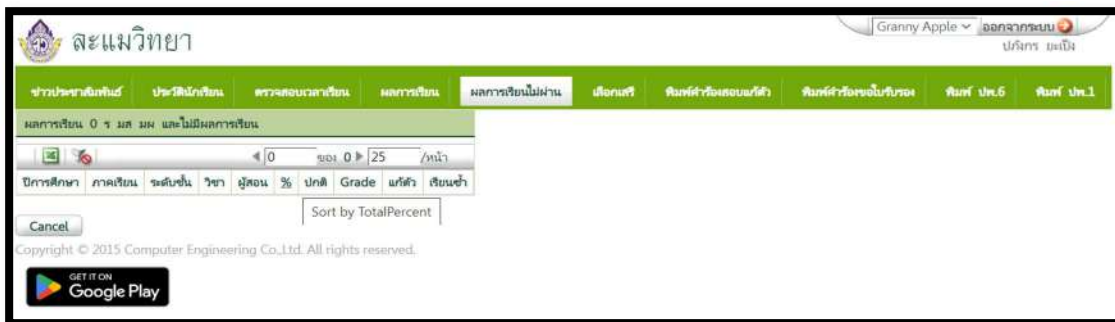 ละแมวิทยา
Granny Apple ออกจากระบบ
ปภังกร ยะเป็ง
ข่าวประชาสัมพันธ์ ประวัตินักเรียน ตรวจสอบเวลาเรียน ผลการเรียน ผลการเรียนไม่ผ่าน เลือกเสรี พิมพ์คำร้องสอบแก้ตัว พิมพ์คำร้องขอใบรับรอง พิมพ์ ปพ.6 พิมพ์ ปพ.1
ผลการเรียน 0 ร มส มผ และไม่มีผลการเรียน
0 ของ 0 25 /หน้า
ปีการศึกษา ภาคเรียน ระดับชั้น วิชา ผู้สอน % ปกติ Grade แก้ตัว เรียนซ้ำ
Sort by TotalPercent
Cancel
Copyright © 2015 Computer Engineering Co.,Ltd. All rights reserved.
GET IT ON
Google Play